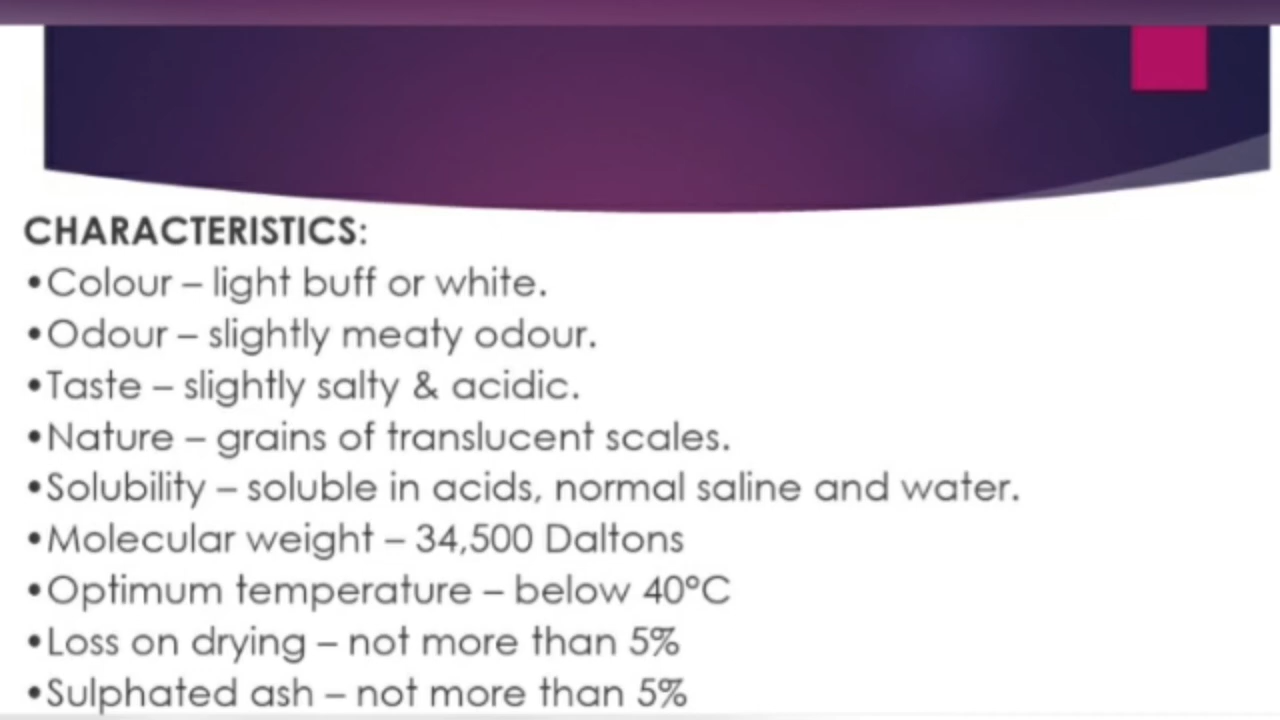 CHARACTERISTICS:
•Colour – light buff or white.
•Odour – slightly meaty odour.
•Taste – slightly salty & acidic.
•Nature – grains of translucent scales.
•Solubility – soluble in acids, normal saline and water.
•Molecular weight – 34,500 Daltons
•Optimum temperature – below 40°C
•Loss on drying – not more than 5%
•Sulphated ash – not more than 5%